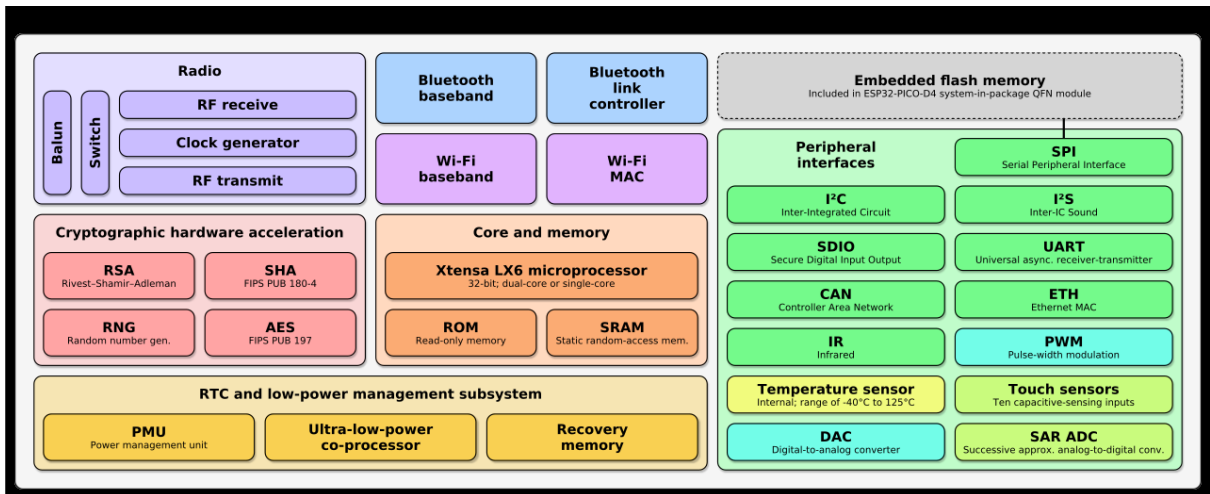 Radio
Balun
Switch
RF receive
Clock generator
RF transmit
Bluetooth
baseband
Bluetooth
link
controller
Wi-Fi
baseband
Wi-Fi
MAC
Cryptographic hardware acceleration
RSA
Rivest–Shamir–Adleman
SHA
FIPS PUB 180-4
RNG
Random number gen.
AES
FIPS PUB 197
Core and memory
Xtensa LX6 microprocessor
32-bit; dual-core or single-core
ROM
Read-only memory
SRAM
Static random-access mem.
RTC and low-power management subsystem
PMU
Power management unit
Ultra-low-power
co-processor
Recovery
memory
Embedded flash memory
Included in ESP32-PICO-D4 system-in-package QFN module
Peripheral
interfaces
SPI
Serial Peripheral Interface
I²C
Inter-Integrated Circuit
I²S
Inter-IC Sound
SDIO
Secure Digital Input Output
UART
Universal async. receiver-transmitter
CAN
Controller Area Network
ETH
Ethernet MAC
IR
Infrared
PWM
Pulse-width modulation
Temperature sensor
Internal; range of -40°C to 125°C
Touch sensors
Ten capacitive-sensing inputs
DAC
Digital-to-analog converter
SAR ADC
Successive approx. analog-to-digital conv.